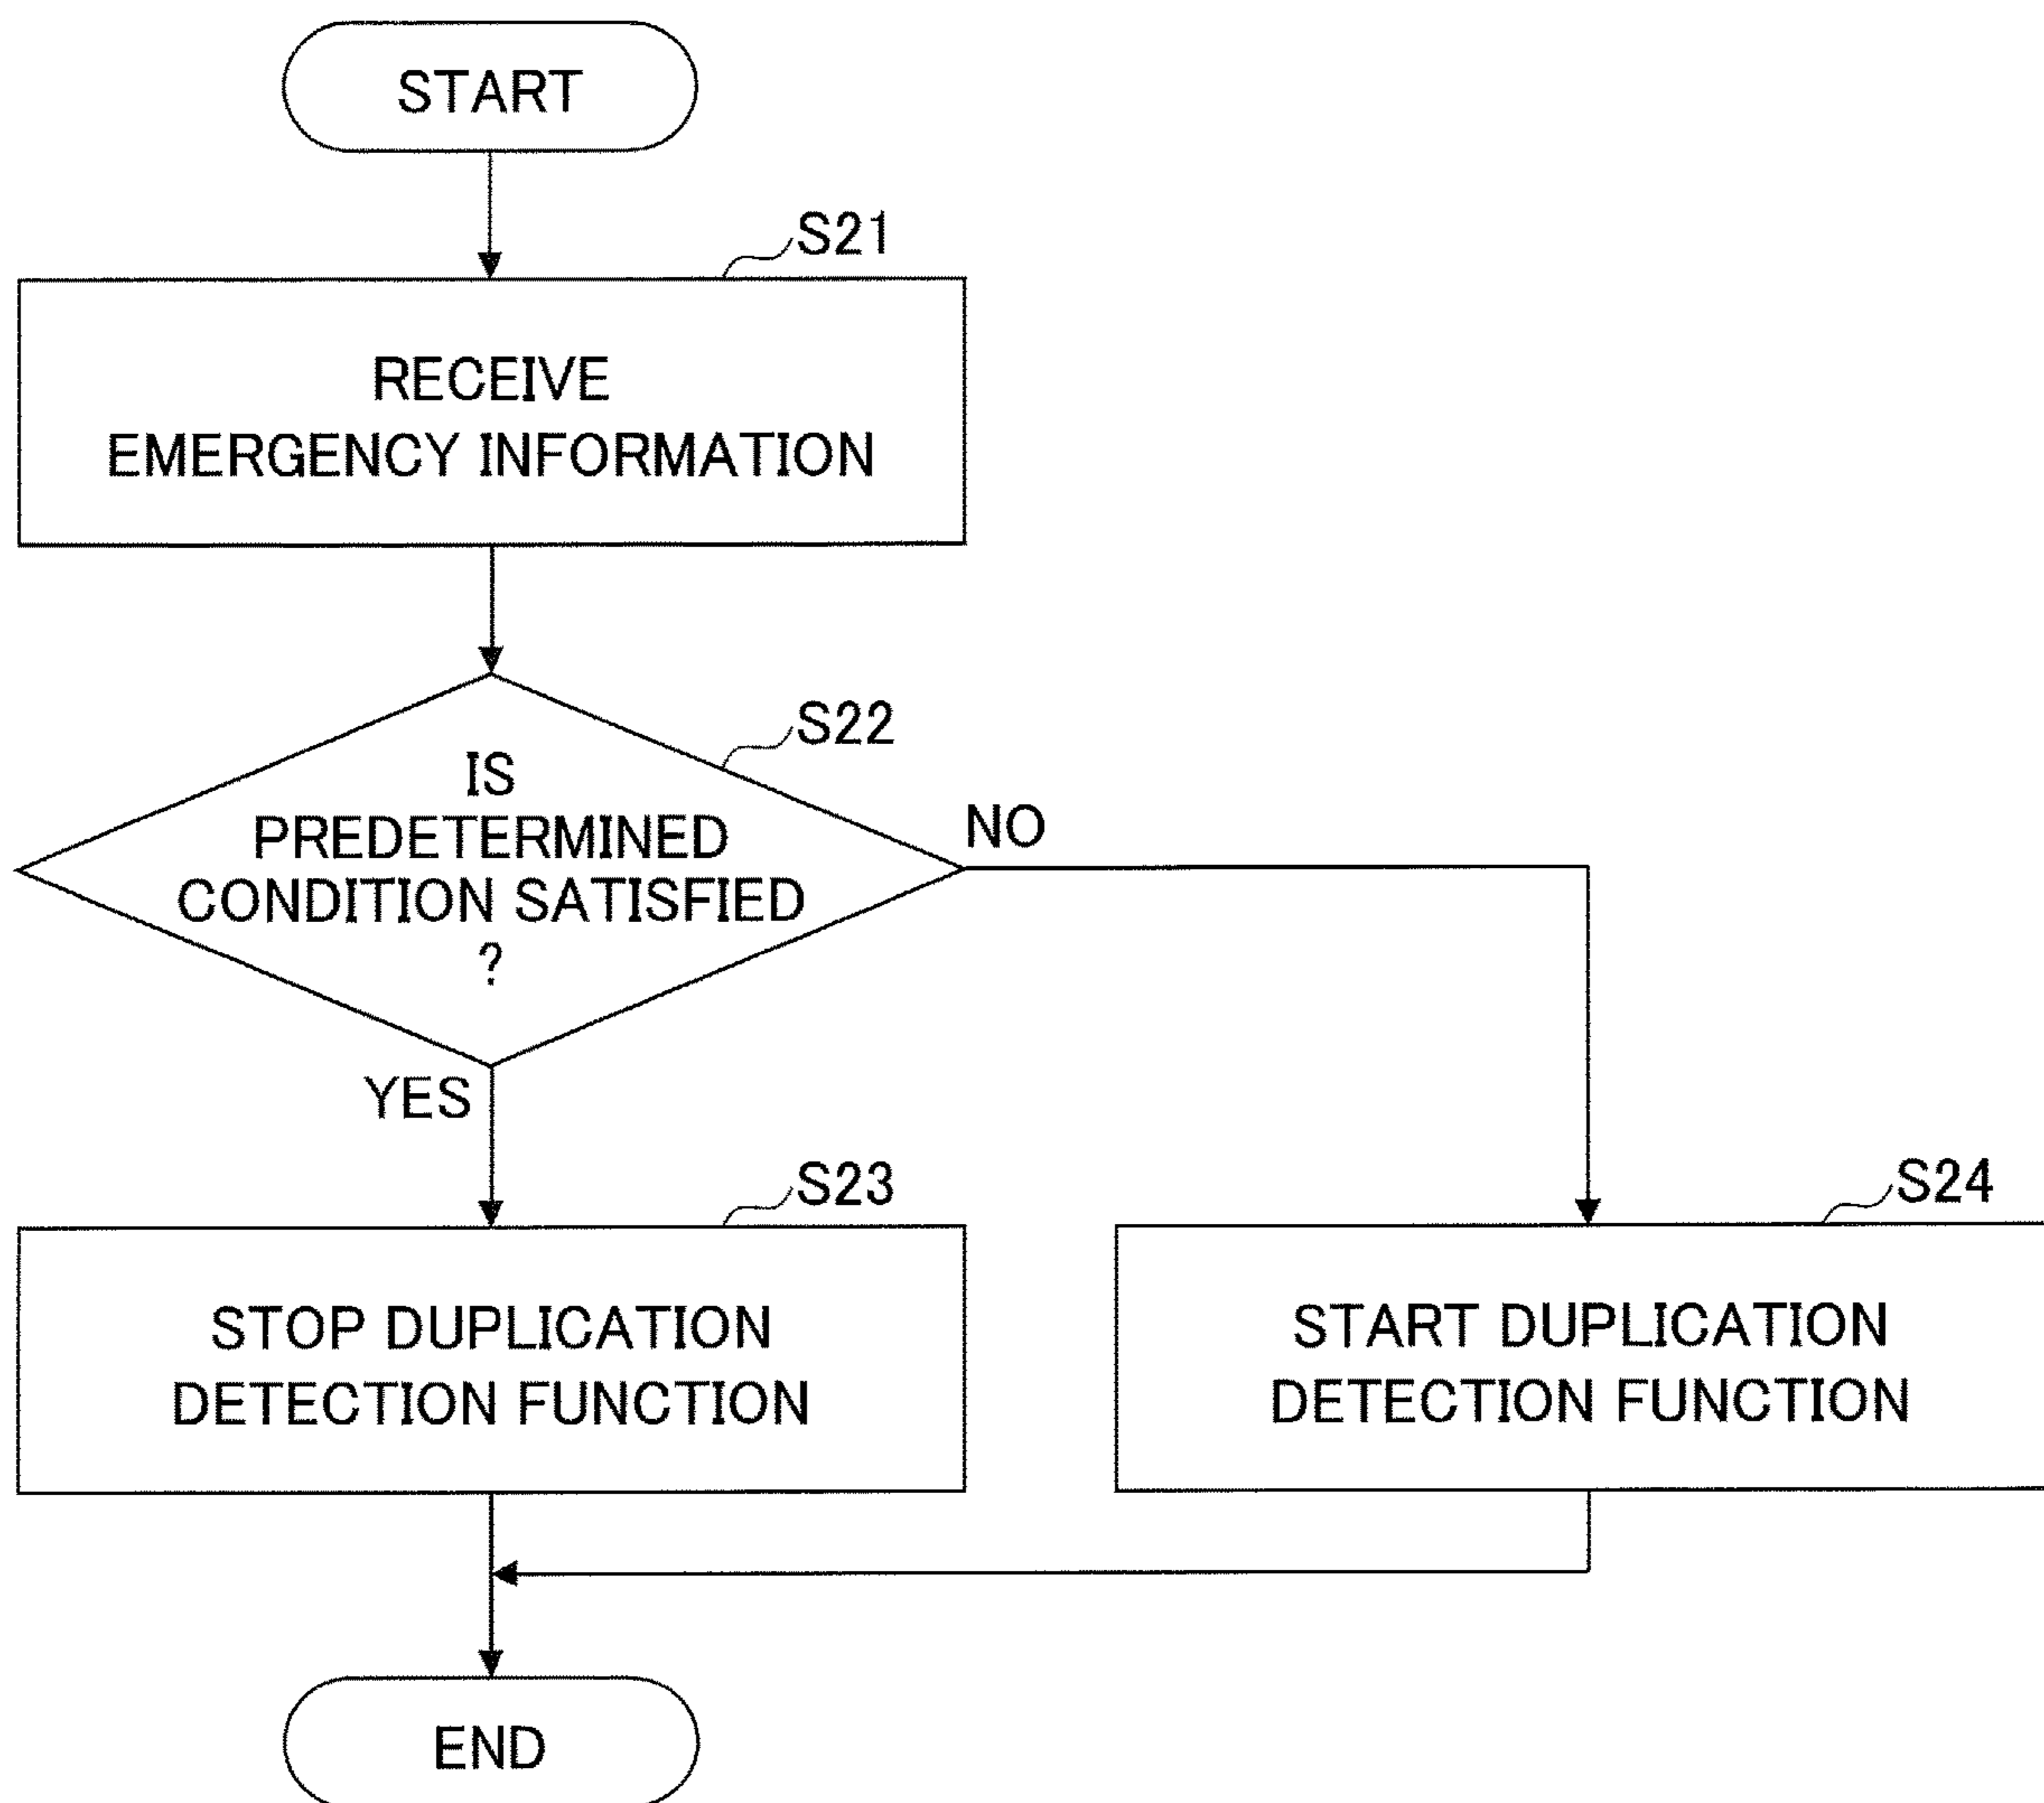 START
S21
RECEIVE
EMERGENCY INFORMATION
S22
IS
PREDETERMINED
CONDITION SATISFIED
?
NO
YES
S23
STOP DUPLICATION
DETECTION FUNCTION
S24
START DUPLICATION
DETECTION FUNCTION
END